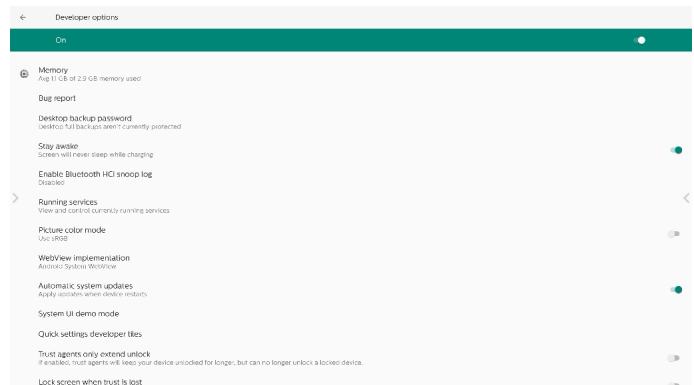 Developer options
On
Memory
Avg 1.1 GB of 2.9 GB memory used
Bug report
Desktop backup password
Desktop full backups aren't currently protected
Stay awake
Screen will never sleep while charging
Enable Bluetooth HCI snoop log
Disabled
Running services
View and control currently running services
Picture color mode
Use sRGB
WebView implementation
Android System WebView
Automatic system updates
Apply updates when device restarts
System UI demo mode
Quick settings developer tiles
Trust agents only extend unlock
If enabled, trust agents will keep your device unlocked for longer, but can no longer unlock a locked device.
Lock screen when trust is lost